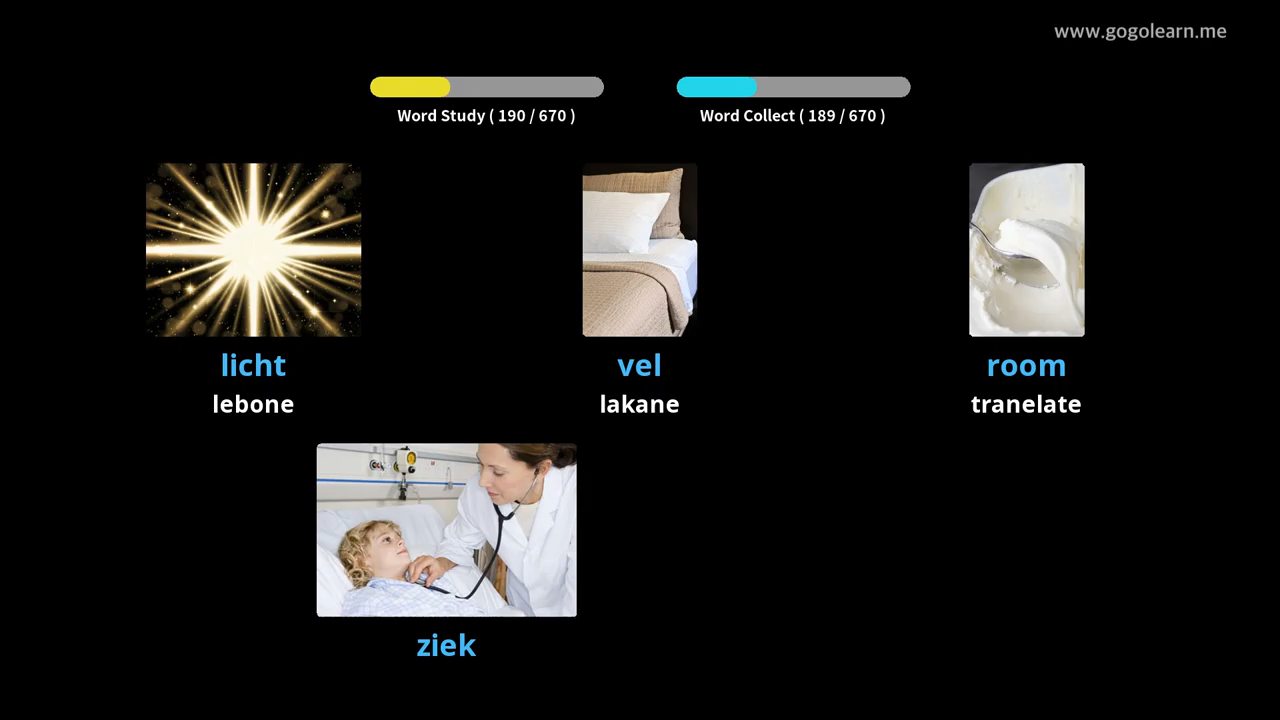 www.gogolearn.me
Word Study ( 190 / 670 )
Word Collect ( 189 / 670 )
licht
vel
room
lebone
lakane
tranelate
ziek